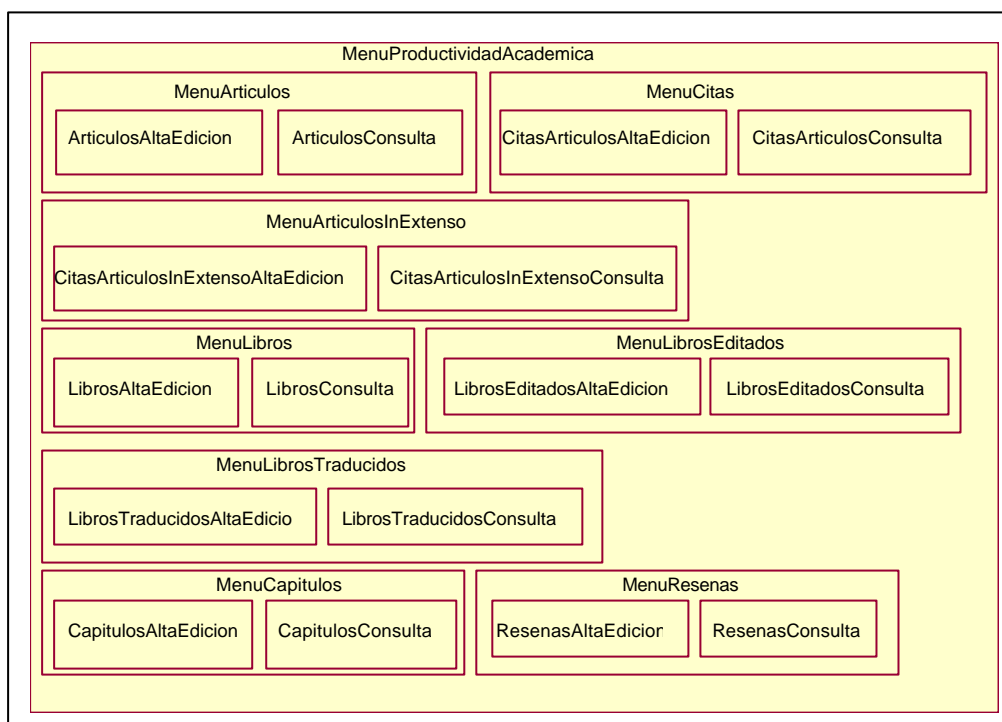 MenuProductividadAcademica
MenuArticulos
ArticulosAltaEdicion
ArticulosConsulta
MenuCitas
CitasArticulosAltaEdicion
CitasArticulosConsulta
MenuArticulosInExtenso
CitasArticulosInExtensoAltaEdicion
CitasArticulosInExtensoConsulta
MenuLibros
LibrosAltaEdicion
LibrosConsulta
MenuLibrosEditados
LibrosEditadosAltaEdicion
LibrosEditadosConsulta
MenuLibrosTraducidos
LibrosTraducidosAltaEdicio
LibrosTraducidosConsulta
MenuCapitulos
CapitulosAltaEdicion
CapitulosConsulta
MenuResenas
ResenasAltaEdicion
ResenasConsulta